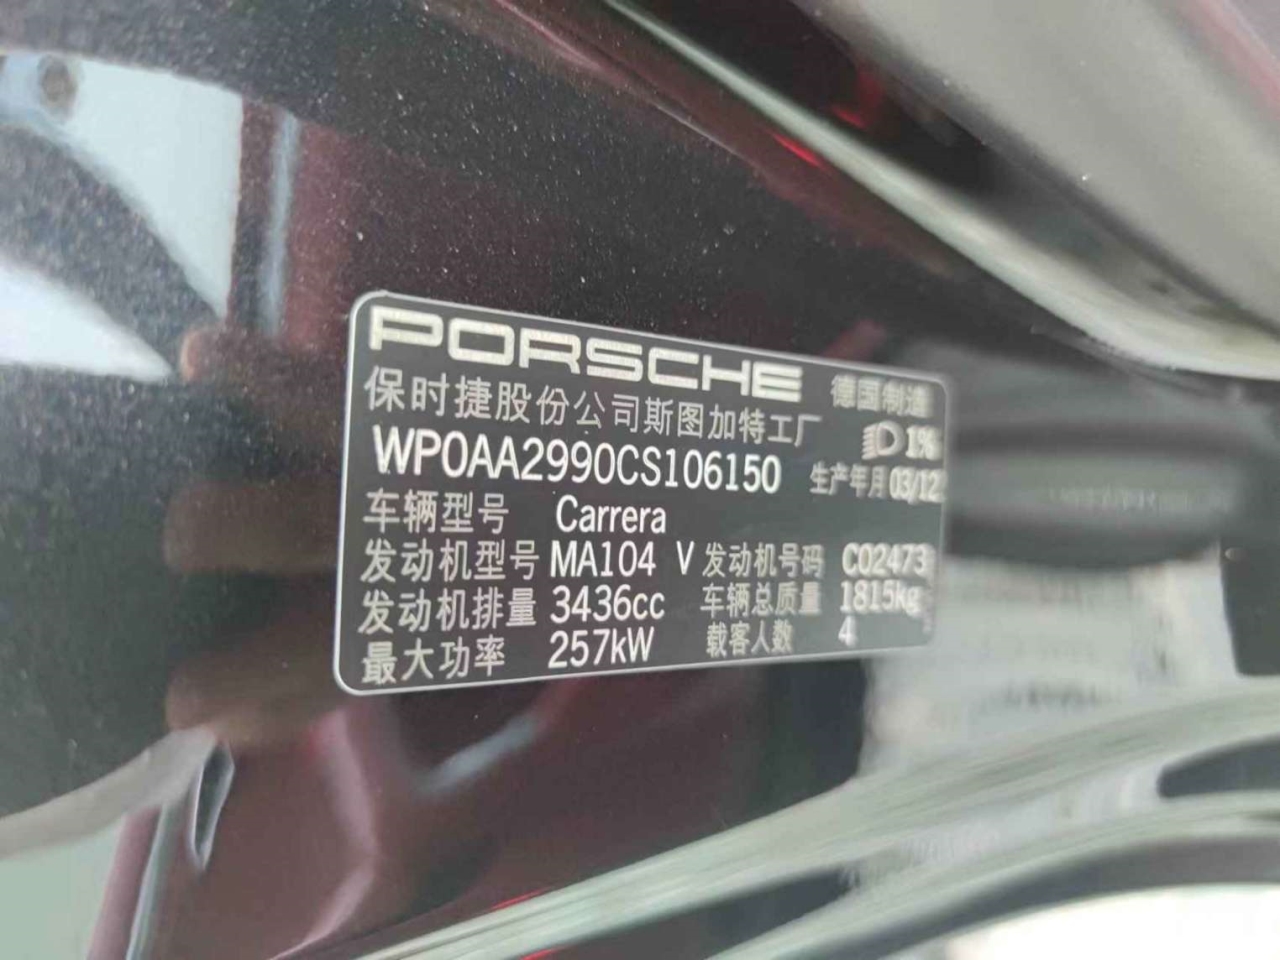 PORSCHE 德国制造
保时捷股份公司斯图加特工厂 1%
WP0AA2990CS106150 生产年月 03/12
车辆型号 Carrera
发动机型号 MA104 V 发动机号码 C02473
发动机排量 3436cc 车辆总质量 1815kg
最大功率 257kW 载客人数 4